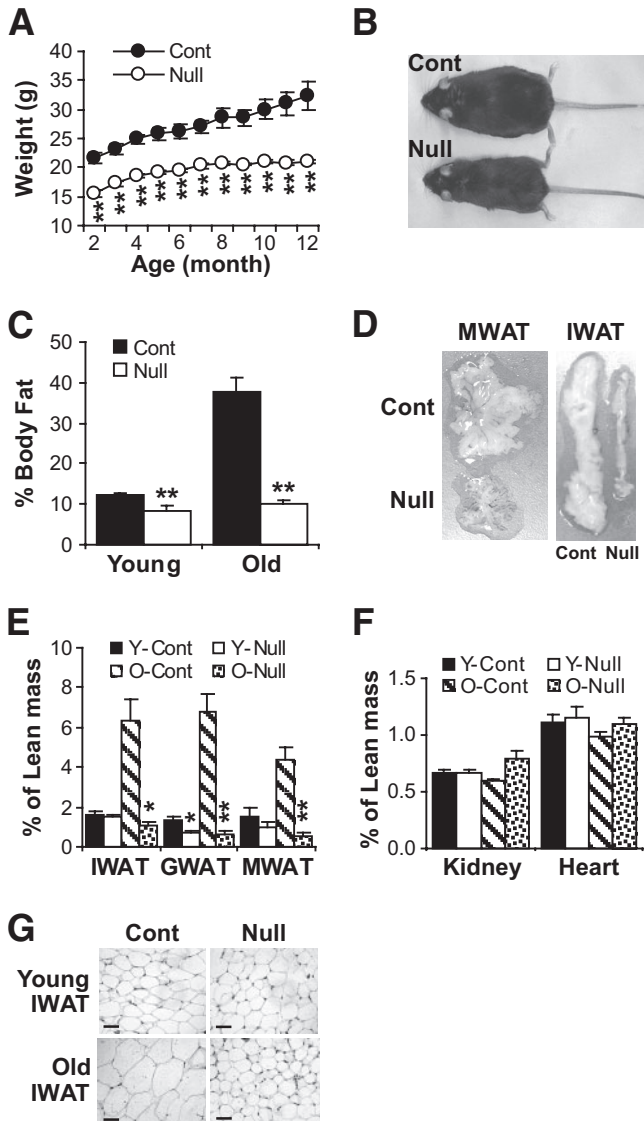 A
Weight (g)
40
35
30
25
20
15
10
Cont
Null
** ** ** ** ** ** ** ** ** ** **
2 4 6 8 10 12
Age (month)
B
Cont
Null
C
% Body Fat
50
40
30
20
10
0
Cont
Null
** **
Young Old
D
MWAT IWAT
Cont
Null
Cont Null
E
% of Lean mass
Y-Cont Y-Null
O-Cont O-Null
10
8
6
4
2
0
* * ** **
IWAT GWAT MWAT
F
% of Lean mass
Y-Cont Y-Null
O-Cont O-Null
1.5
1.0
0.5
0.0
Kidney Heart
G
Cont Null
Young
IWAT
Old
IWAT